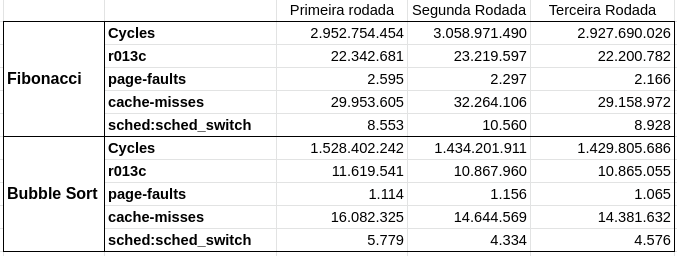 Primeira rodada Segunda Rodada Terceira Rodada
Cycles 2.952.754.454 3.058.971.490 2.927.690.026
r013c 22.342.681 23.219.597 22.200.782
Fibonacci page-faults 2.595 2.297 2.166
cache-misses 29.953.605 32.264.106 29.158.972
sched:sched_switch 8.553 10.560 8.928
Cycles 1.528.402.242 1.434.201.911 1.429.805.686
r013c 11.619.541 10.867.960 10.865.055
Bubble Sort page-faults 1.114 1.156 1.065
cache-misses 16.082.325 14.644.569 14.381.632
sched:sched_switch 5.779 4.334 4.576